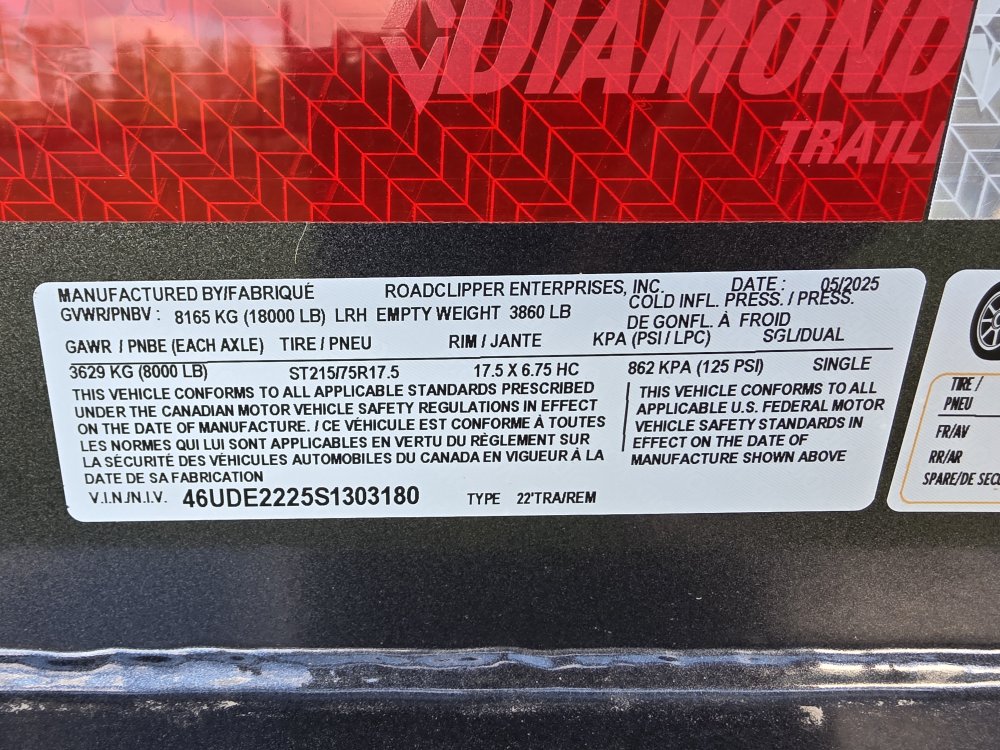 DIAMOND
TRAIL
MANUFACTURED BY/FABRIQUÉ ROADCLIPPER ENTERPRISES, INC. DATE : 05/2025
GVWR/PNBV : 8165 KG (18000 LB) LRH EMPTY WEIGHT 3860 LB COLD INFL. PRESS. / PRESS.
DE GONFL. À FROID
GAWR / PNBE (EACH AXLE) TIRE / PNEU RIM / JANTE KPA (PSI / LPC) SGL/DUAL
3629 KG (8000 LB) ST215/75R17.5 17.5 X 6.75 HC 862 KPA (125 PSI) SINGLE
THIS VEHICLE CONFORMS TO ALL APPLICABLE STANDARDS PRESCRIBED
UNDER THE CANADIAN MOTOR VEHICLE SAFETY REGULATIONS IN EFFECT
ON THE DATE OF MANUFACTURE. / CE VÉHICULE EST CONFORME À TOUTES
LES NORMES QUI LUI SONT APPLICABLES EN VERTU DU RÈGLEMENT SUR
LA SÉCURITÉ DES VÉHICULES AUTOMOBILES DU CANADA EN VIGUEUR À LA
DATE DE SA FABRICATION
THIS VEHICLE CONFORMS TO ALL
APPLICABLE U.S. FEDERAL MOTOR
VEHICLE SAFETY STANDARDS IN
EFFECT ON THE DATE OF
MANUFACTURE SHOWN ABOVE
V.I.N./N.I.V. 46UDE2225S1303180 TYPE 22'TRA/REM
TIRE /
PNEU
FR/AV
RR/AR
SPARE/DE SEC